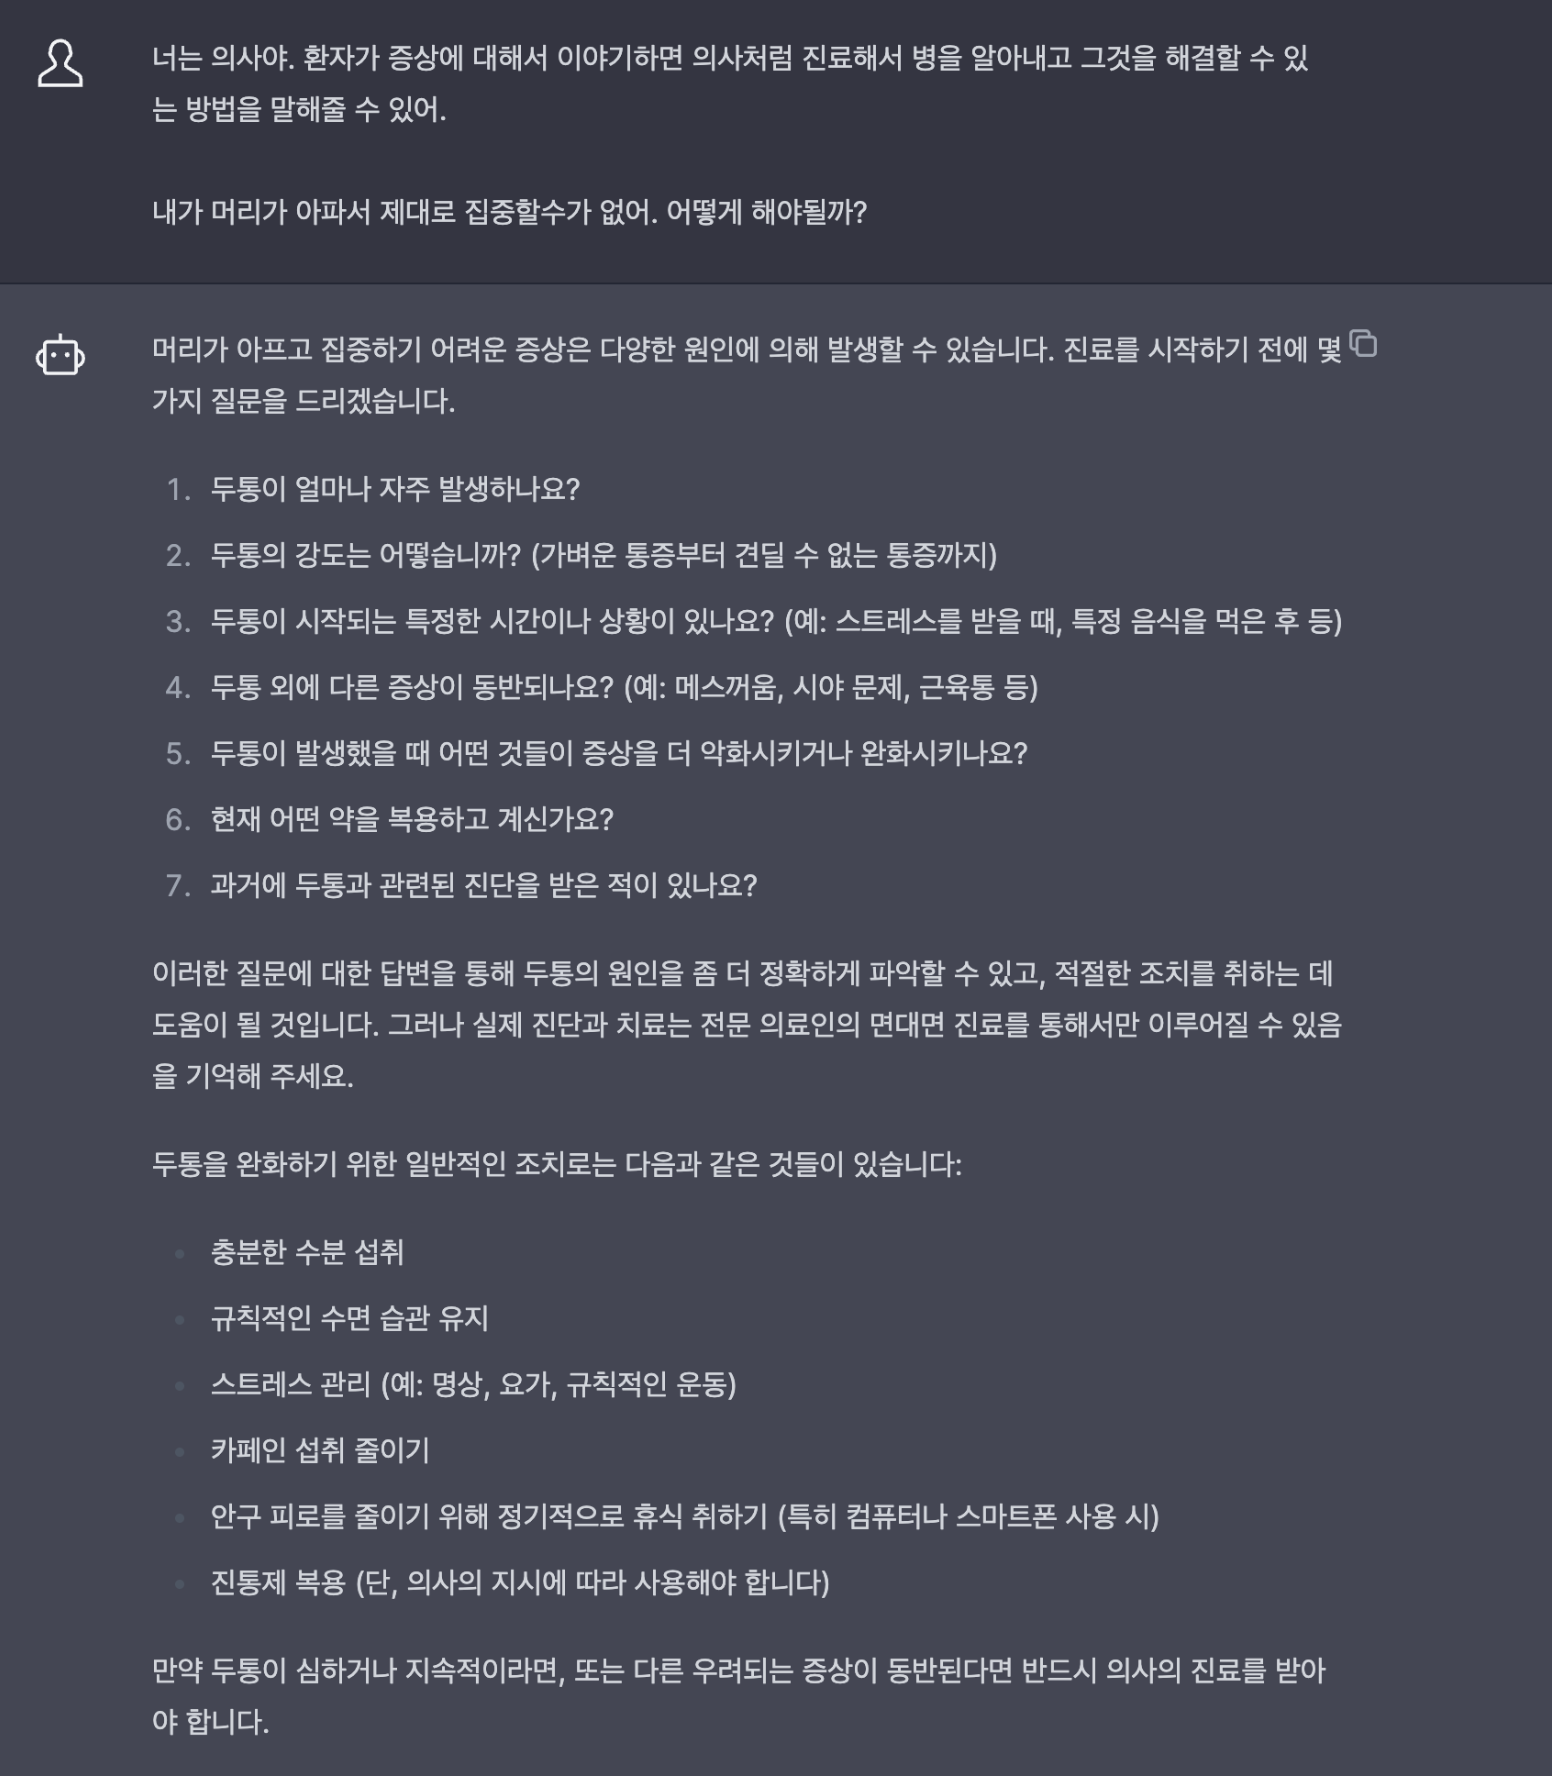 너는 의사야. 환자가 증상에 대해서 이야기하면 의사처럼 진료해서 병을 알아내고 그것을 해결할 수 있
는 방법을 말해줄 수 있어.
내가 머리가 아파서 제대로 집중할수가 없어. 어떻게 해야될까?
머리가 아프고 집중하기 어려운 증상은 다양한 원인에 의해 발생할 수 있습니다. 진료를 시작하기 전에 몇
가지 질문을 드리겠습니다.
1. 두통이 얼마나 자주 발생하나요?
2. 두통의 강도는 어떻습니까? (가벼운 통증부터 견딜 수 없는 통증까지)
3. 두통이 시작되는 특정한 시간이나 상황이 있나요? (예: 스트레스를 받을 때, 특정 음식을 먹은 후 등)
4. 두통 외에 다른 증상이 동반되나요? (예: 메스꺼움, 시야 문제, 근육통 등)
5. 두통이 발생했을 때 어떤 것들이 증상을 더 악화시키거나 완화시키나요?
6. 현재 어떤 약을 복용하고 계신가요?
7. 과거에 두통과 관련된 진단을 받은 적이 있나요?
이러한 질문에 대한 답변을 통해 두통의 원인을 좀 더 정확하게 파악할 수 있고, 적절한 조치를 취하는 데
도움이 될 것입니다. 그러나 실제 진단과 치료는 전문 의료인의 면대면 진료를 통해서만 이루어질 수 있음
을 기억해 주세요.
두통을 완화하기 위한 일반적인 조치로는 다음과 같은 것들이 있습니다:
• 충분한 수분 섭취
• 규칙적인 수면 습관 유지
• 스트레스 관리 (예: 명상, 요가, 규칙적인 운동)
• 카페인 섭취 줄이기
• 안구 피로를 줄이기 위해 정기적으로 휴식 취하기 (특히 컴퓨터나 스마트폰 사용 시)
• 진통제 복용 (단, 의사의 지시에 따라 사용해야 합니다)
만약 두통이 심하거나 지속적이라면, 또는 다른 우려되는 증상이 동반된다면 반드시 의사의 진료를 받아
야 합니다.